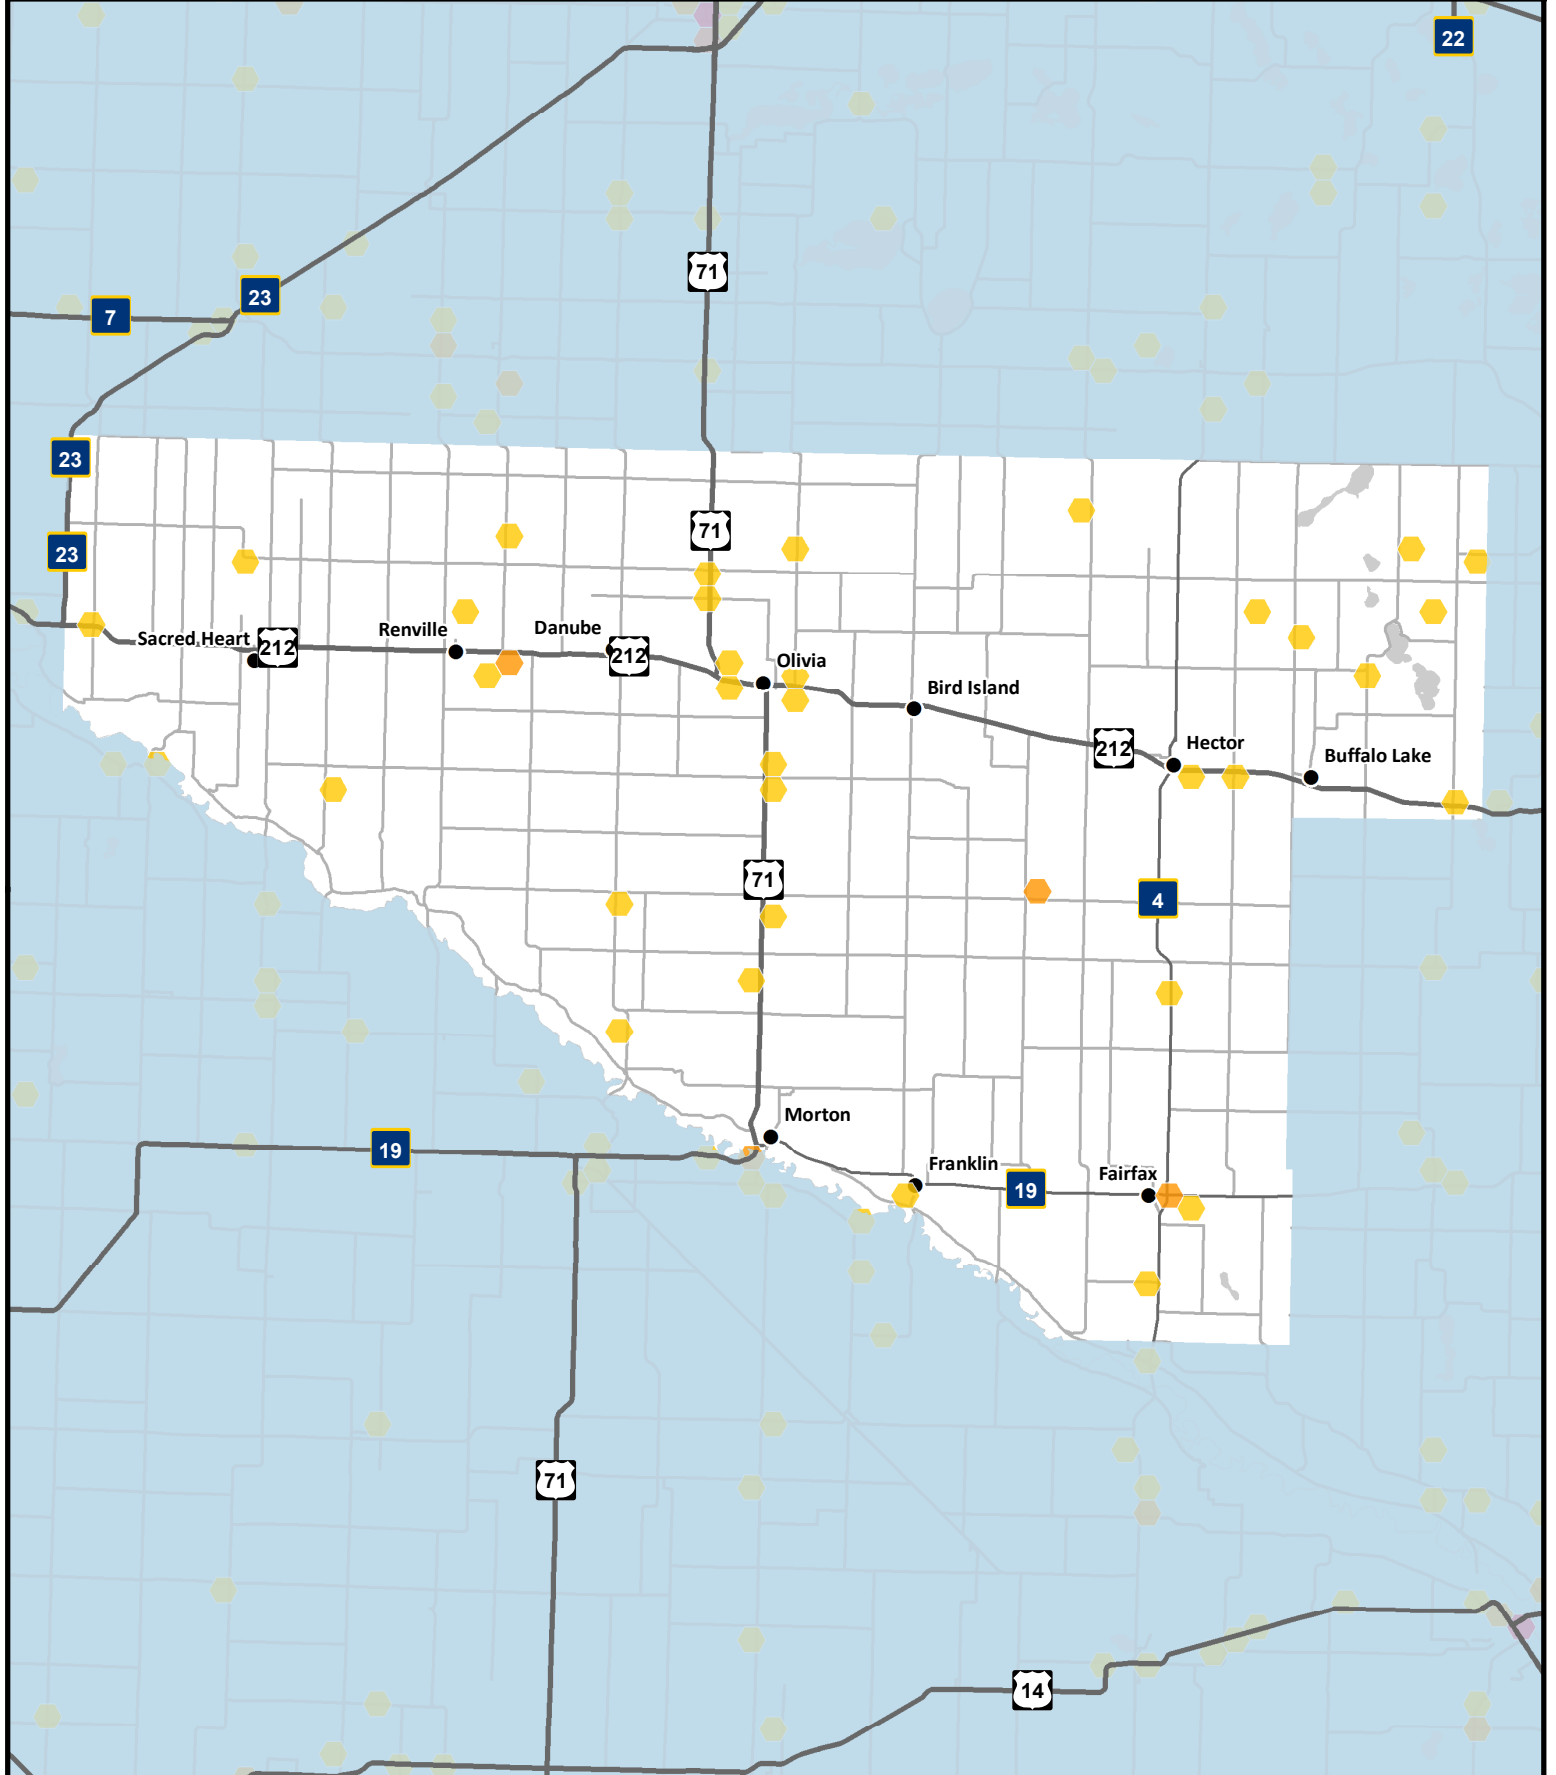 22
71
23
7
23
71
23
Danube
Renville
Sacred Heart
212
212
Olivia
Bird Island
Hector
212
Buffalo Lake
71
4
Morton
19
Franklin
Fairfax
19
71
14